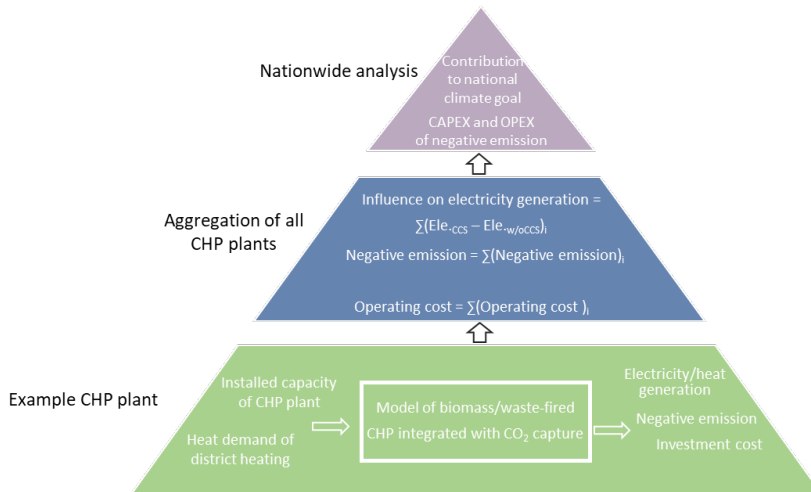 Nationwide analysis
Contribution
to national
climate goal
CAPEX and OPEX
of negative emission
Aggregation of all
CHP plants
Influence on electricity generation =
∑(Ele-CCS – Ele-w/oCCS)i
Negative emission = ∑(Negative emission)i
Operating cost = ∑(Operating cost )i
Example CHP plant
Installed capacity
of CHP plant
Heat demand of
district heating
Model of biomass/waste-fired
CHP integrated with CO2 capture
Electricity/heat
generation
Negative emission
Investment cost